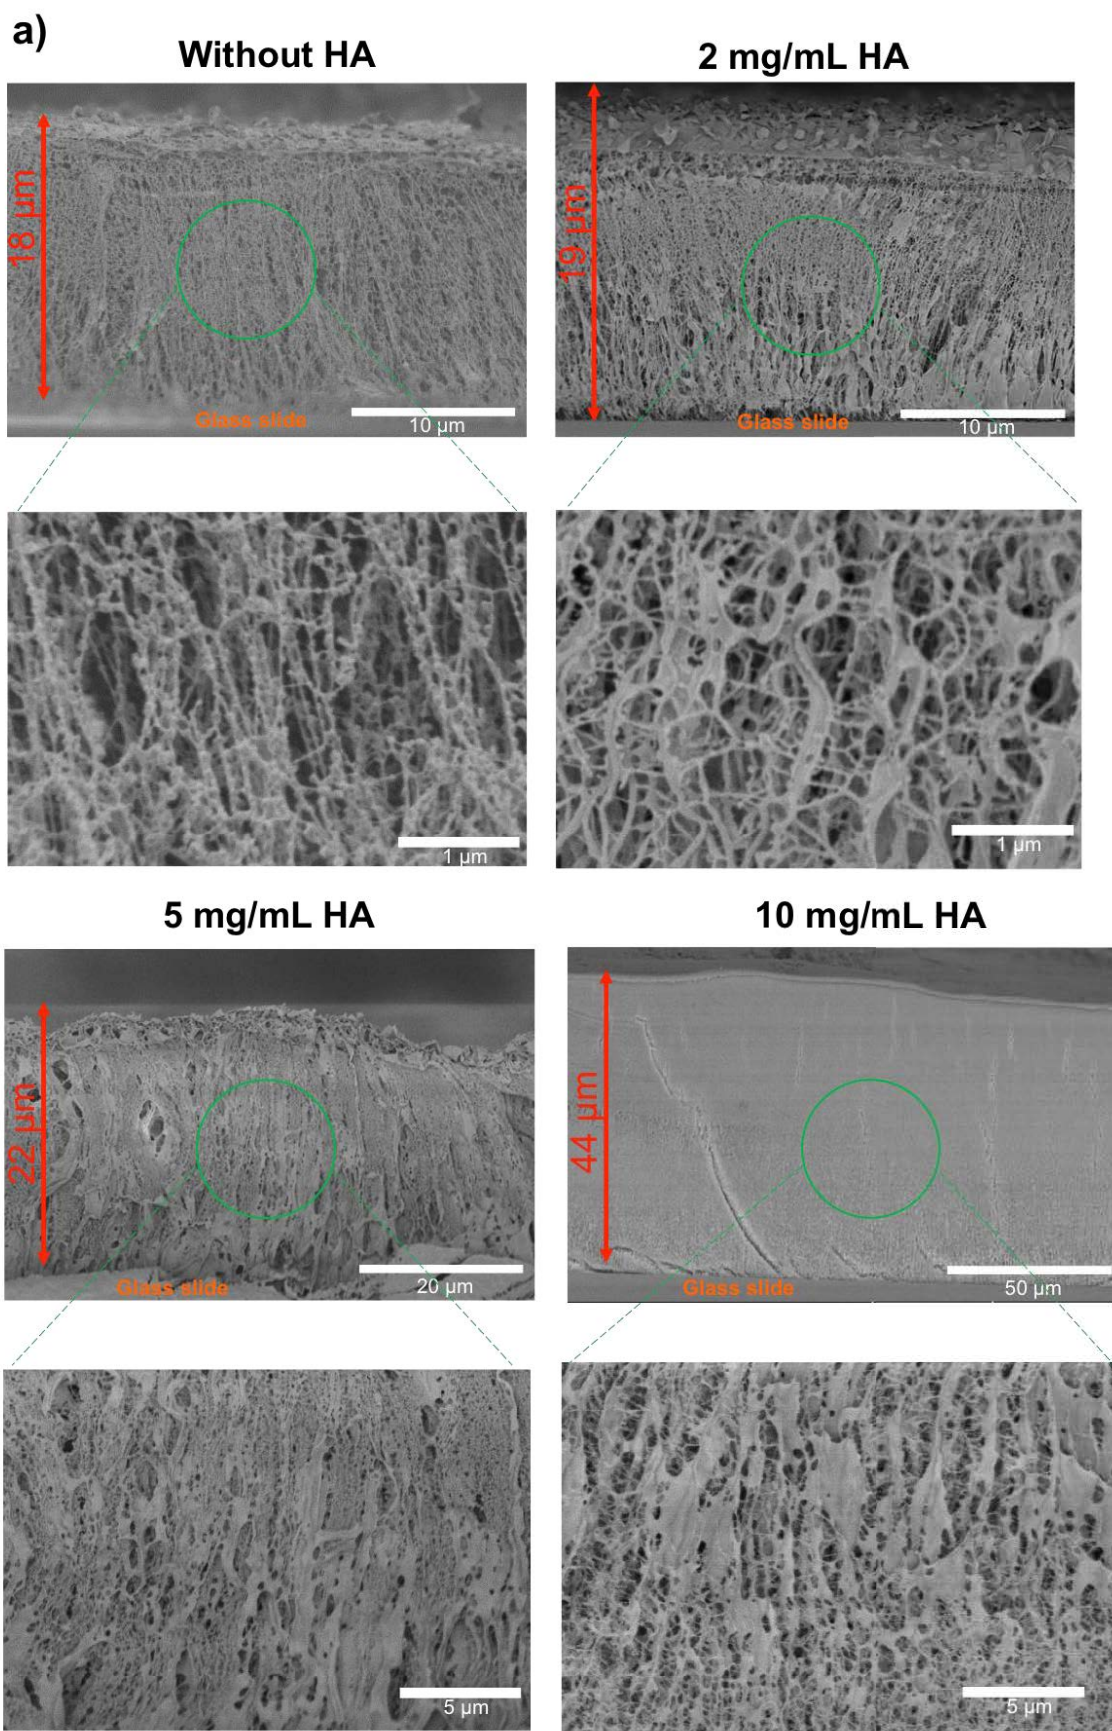 a)
Without HA
2 mg/mL HA
18 µm
19 µm
Glass slide
10 µm
Glass slide
10 µm
1 µm
1 µm
5 mg/mL HA
10 mg/mL HA
22 µm
44 µm
Glass slide
20 µm
Glass slide
50 µm
5 µm
5 µm